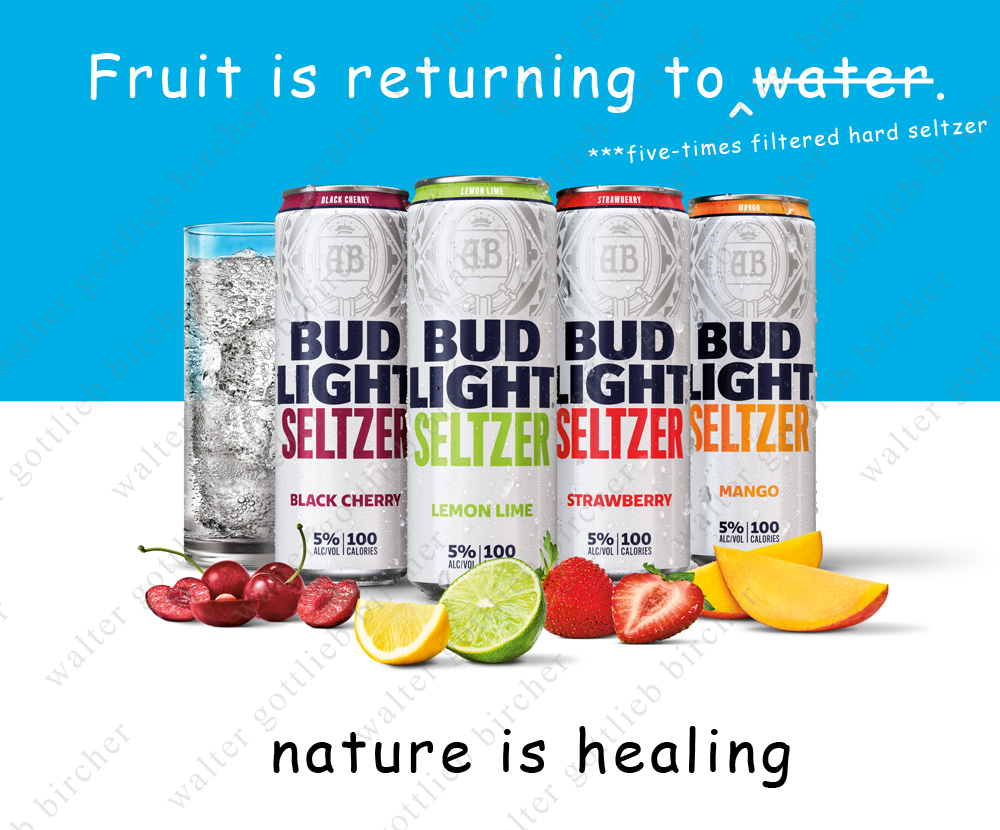 Fruit is returning to ^ water.
***five-times filtered hard seltzer
BLACK CHERRY
LEMON LIME
STRAWBERRY
MANGO
AB
AB
AB
AB
BUD
LIGHT
SELTZER
BLACK CHERRY
5% | 100
ALC/VOL | CALORIES
BUD
LIGHT
SELTZER
LEMON LIME
5% | 100
ALC/VOL
BUD
LIGHT
SELTZER
STRAWBERRY
5% | 100
ALC/VOL | CALORIES
BUD
LIGHT
SELTZER
MANGO
5% | 100
ALC/VOL | CALORIES
nature is healing
walter gottlieb bircher